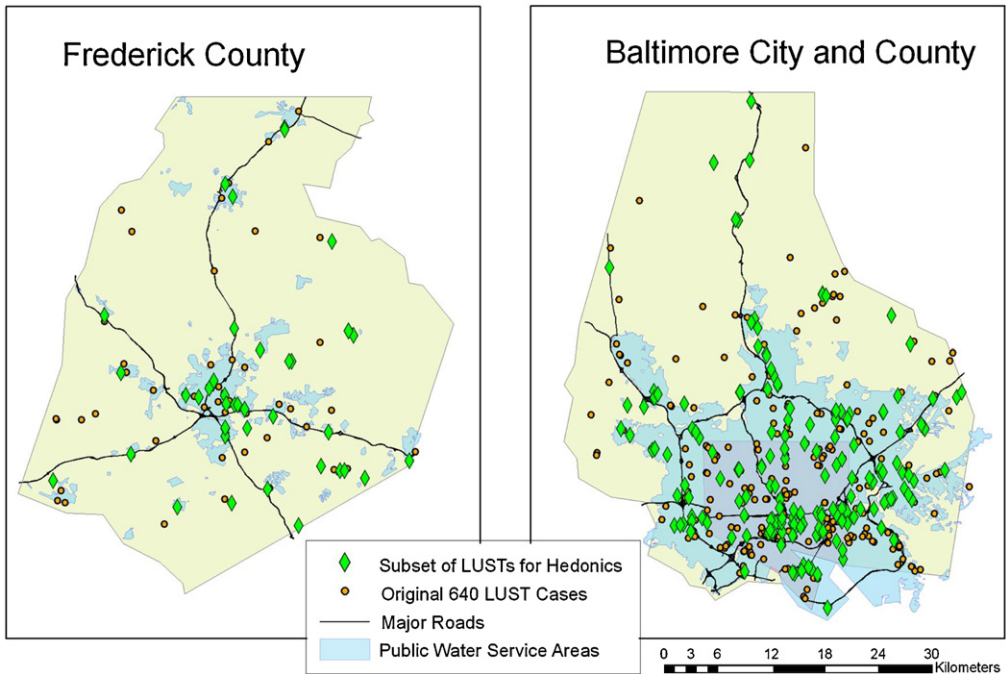 Frederick County
Baltimore City and County
Subset of LUSTs for Hedonics
Original 640 LUST Cases
Major Roads
Public Water Service Areas
0 3 6 12 18 24 30
Kilometers